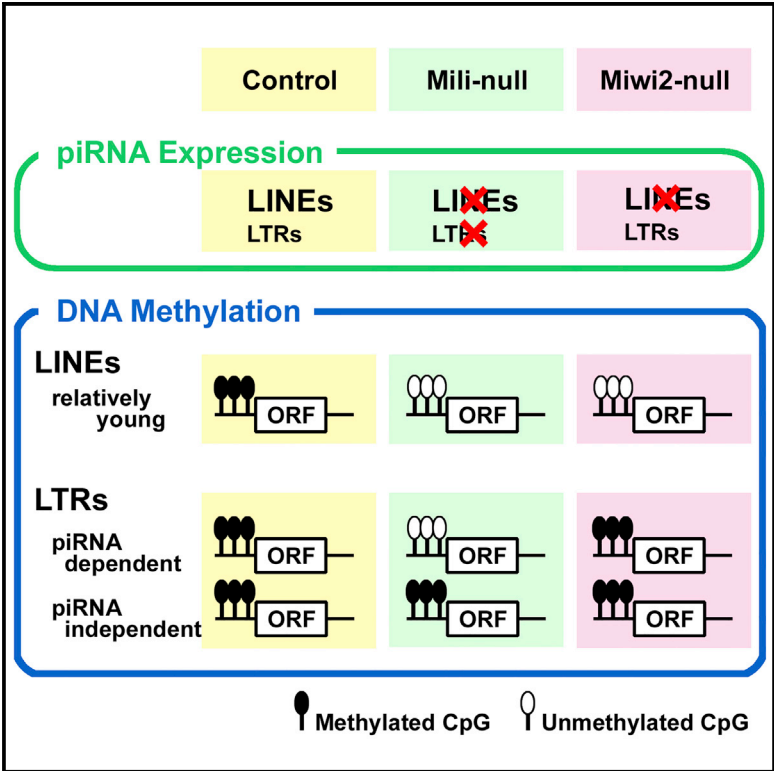 Control Mili-null Miwi2-null
piRNA Expression
LINEs LINEs LINEs
LTRs LTRs LTRs
DNA Methylation
LINEs
relatively
young
ORF ORF ORF
LTRs
piRNA
dependent
ORF ORF ORF
piRNA
independent
ORF ORF ORF
Methylated CpG Unmethylated CpG